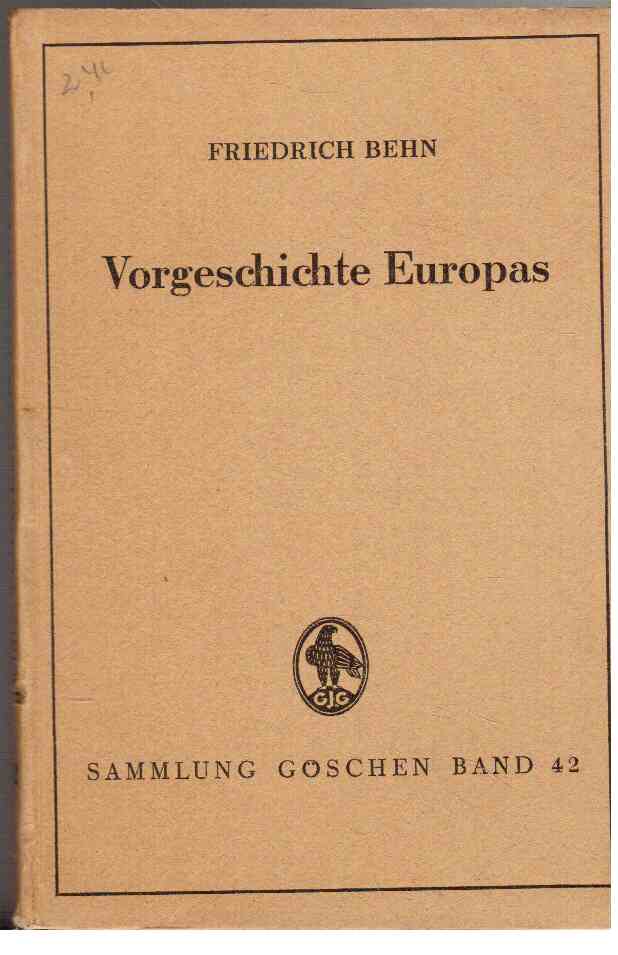 FRIEDRICH BEHN
Vorgeschichte Europas
GJG
SAMMLUNG GÖSCHEN BAND 42